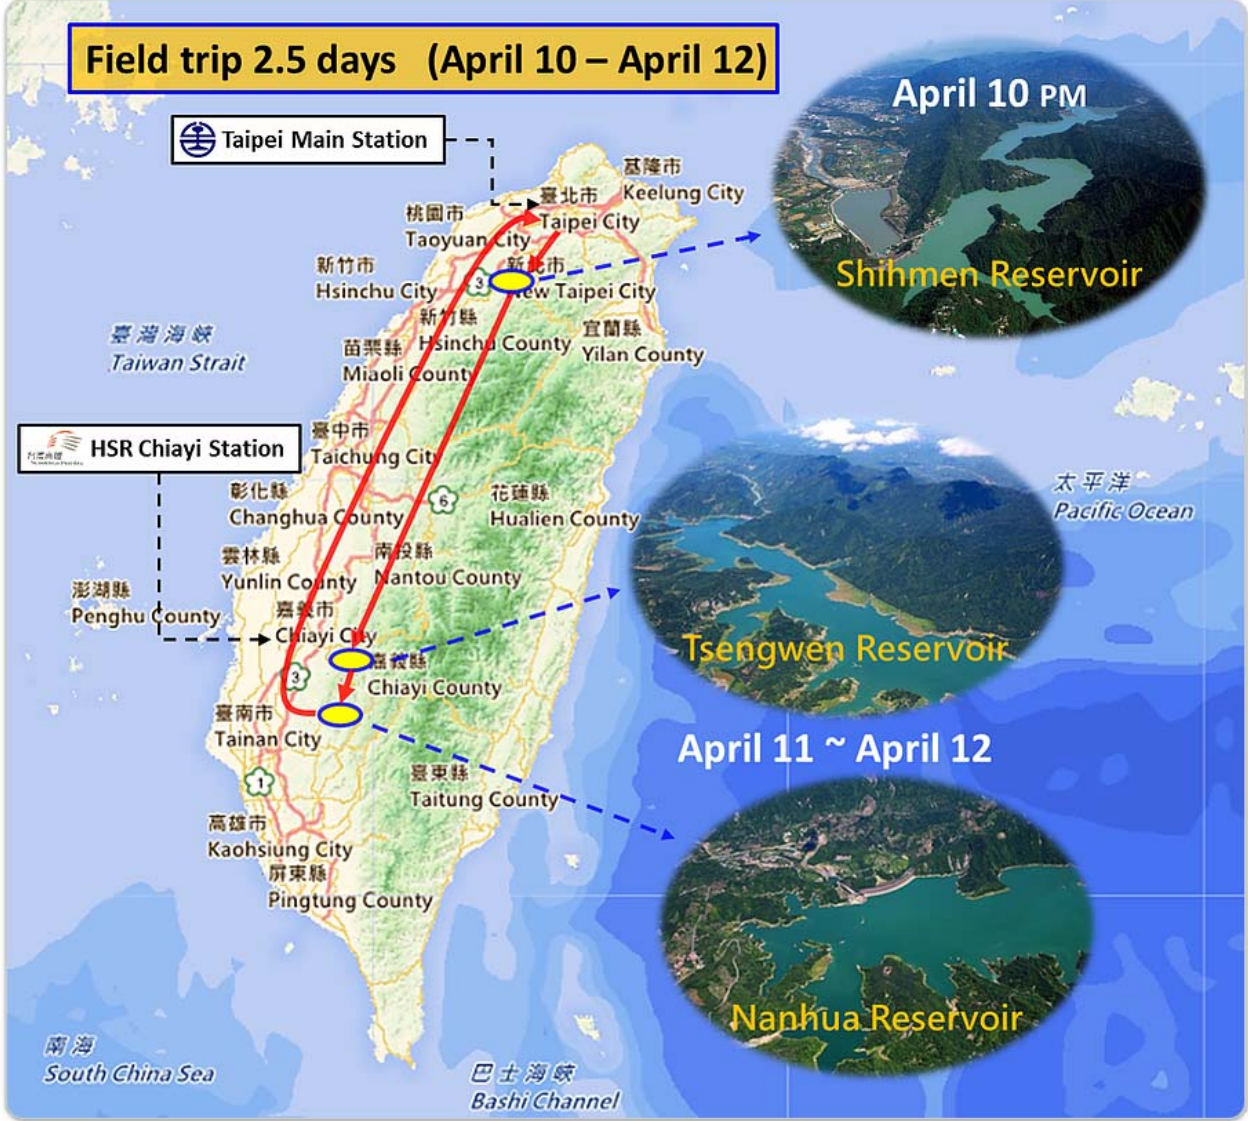 Field trip 2.5 days (April 10 – April 12)
April 10 PM
Taipei Main Station
基隆市
Keelung City
臺北市
Taipei City
桃園市
Taoyuan City
新竹市
Hsinchu City
3
新北市
New Taipei City
Shihmen Reservoir
新竹縣
Hsinchu County
宜蘭縣
Yilan County
臺灣海峽
Taiwan Strait
苗栗縣
Miaoli County
HSR Chiayi Station
臺中市
Taichung City
彰化縣
Changhua County
6
花蓮縣
Hualien County
太平洋
Pacific Ocean
雲林縣
Yunlin County
南投縣
Nantou County
澎湖縣
Penghu County
嘉義市
Chiayi City
Tsengwen Reservoir
嘉義縣
Chiayi County
3
臺南市
Tainan City
April 11 ~ April 12
1
臺東縣
Taitung County
高雄市
Kaohsiung City
屏東縣
Pingtung County
Nanhua Reservoir
南海
South China Sea
巴士海峽
Bashi Channel